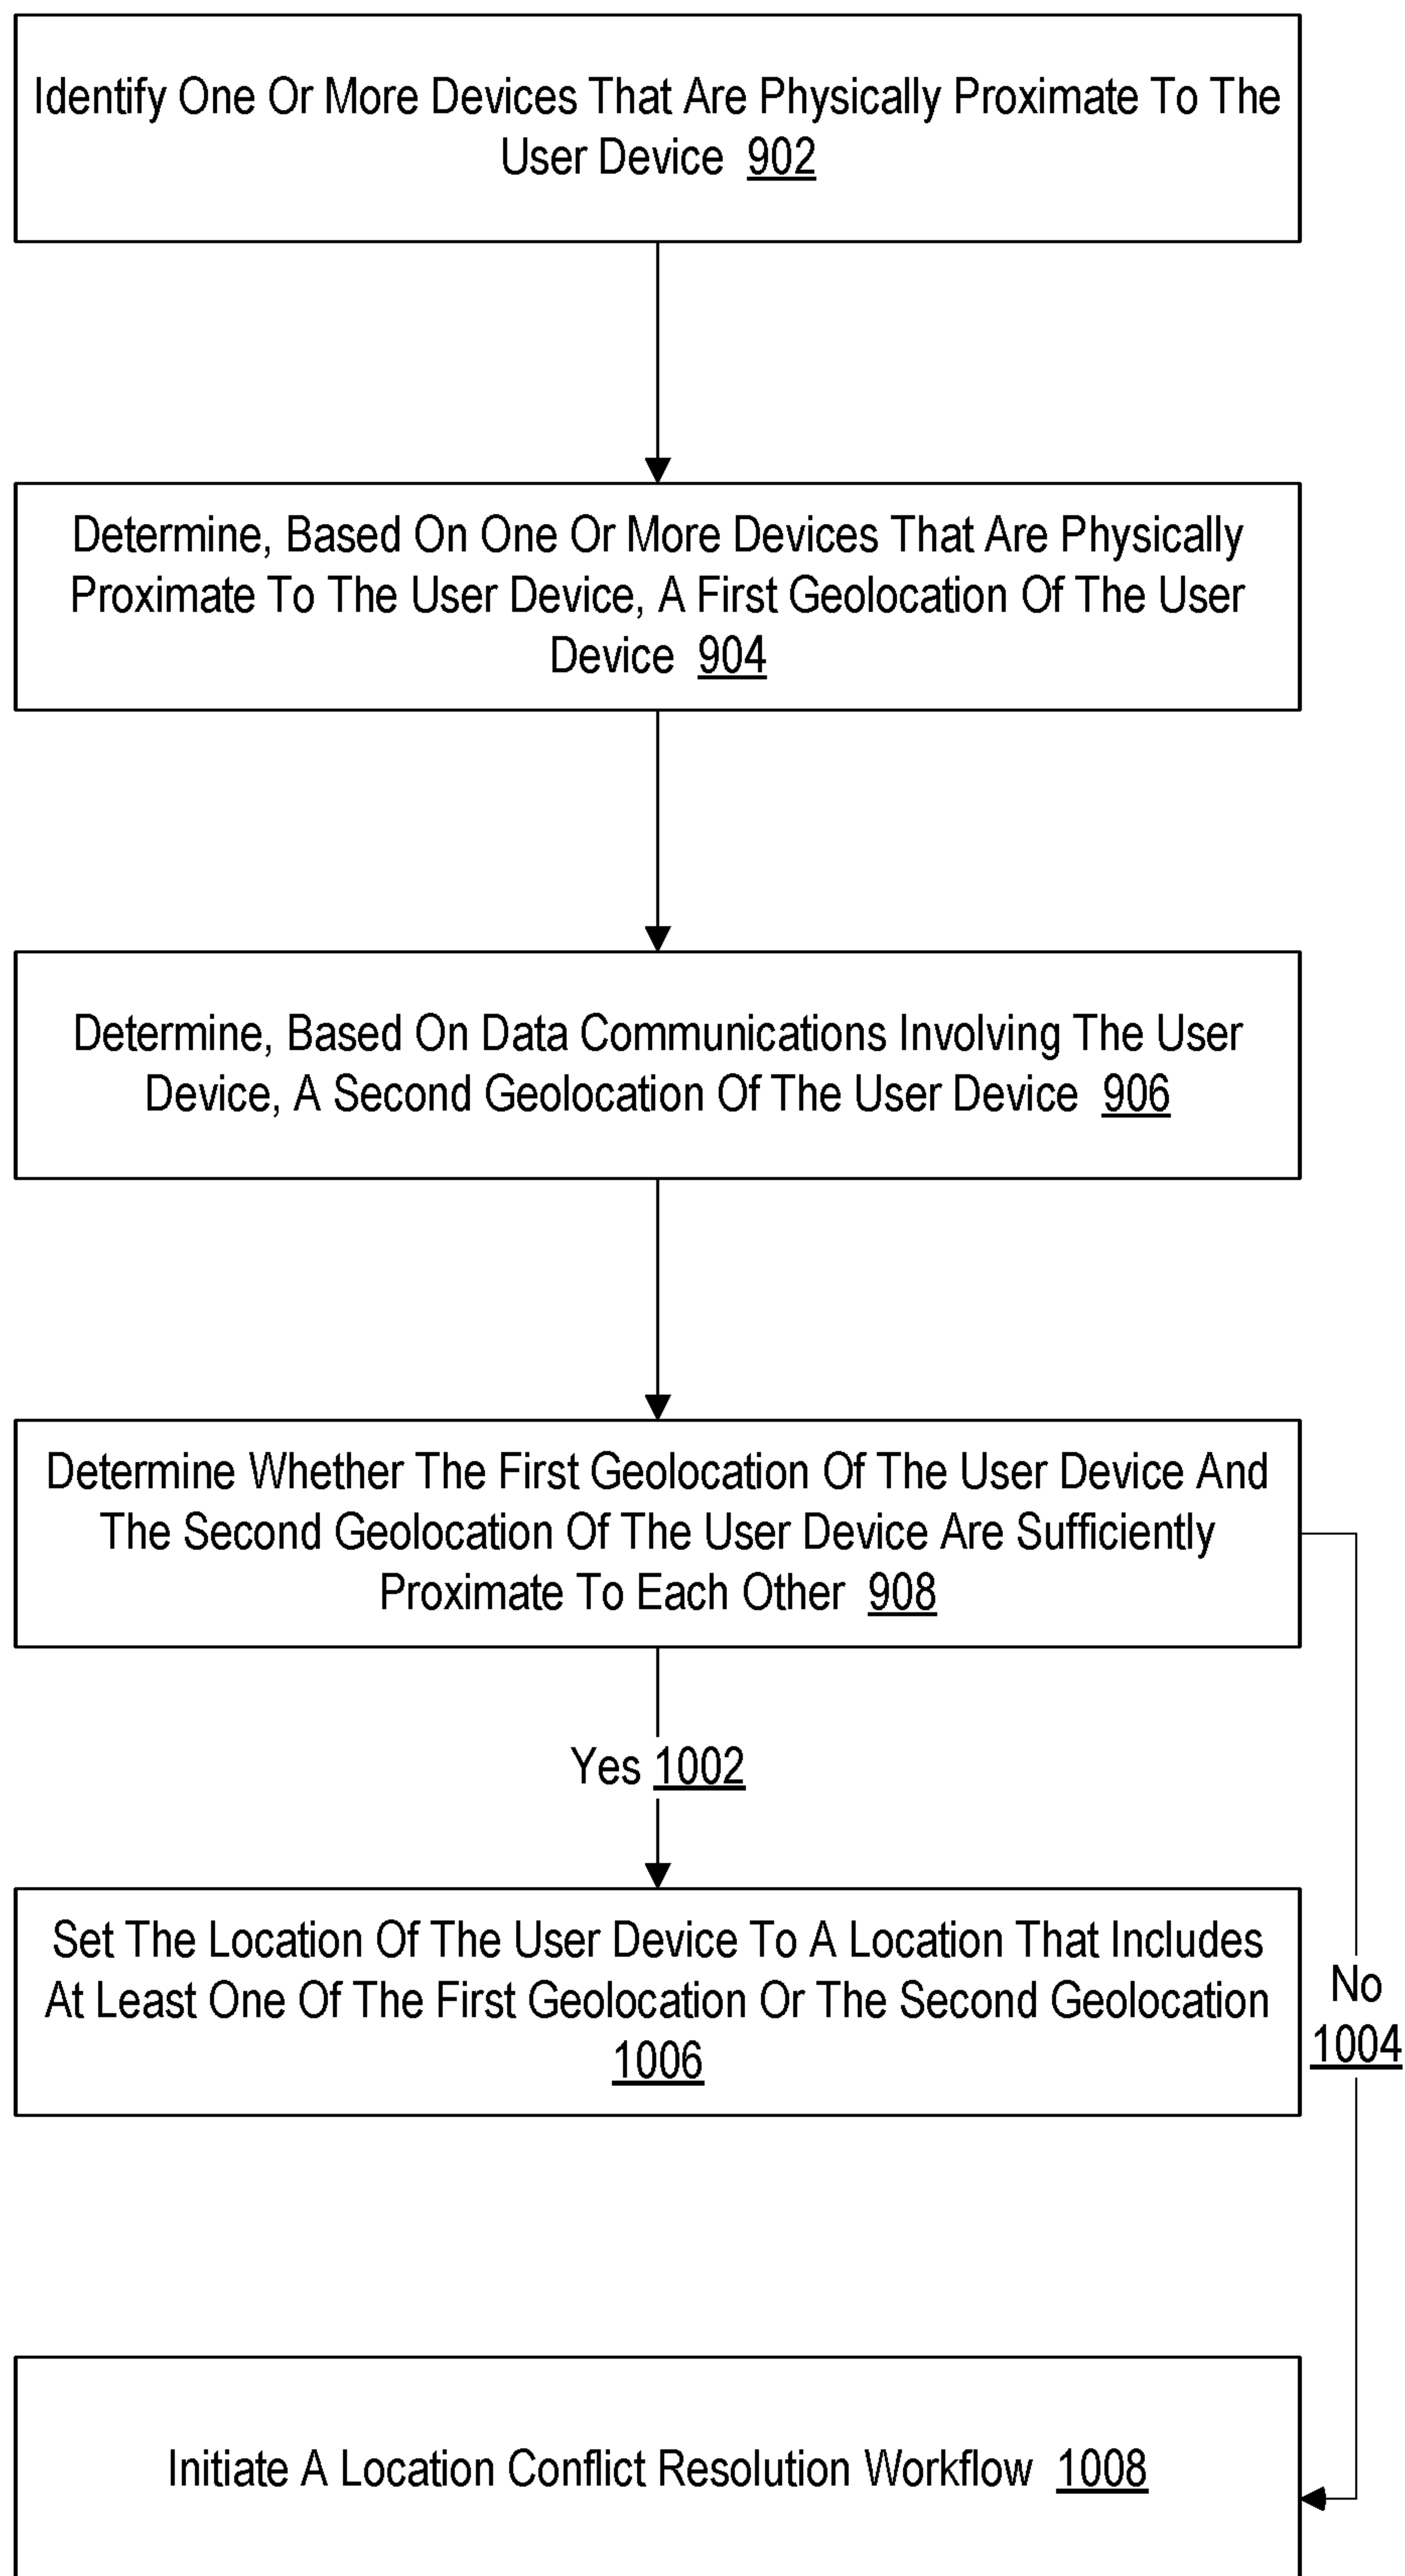 Identify One Or More Devices That Are Physically Proximate To The
User Device 902
Determine, Based On One Or More Devices That Are Physically
Proximate To The User Device, A First Geolocation Of The User
Device 904
Determine, Based On Data Communications Involving The User
Device, A Second Geolocation Of The User Device 906
Determine Whether The First Geolocation Of The User Device And
The Second Geolocation Of The User Device Are Sufficiently
Proximate To Each Other 908
Yes 1002
Set The Location Of The User Device To A Location That Includes
At Least One Of The First Geolocation Or The Second Geolocation
1006
No
1004
Initiate A Location Conflict Resolution Workflow 1008